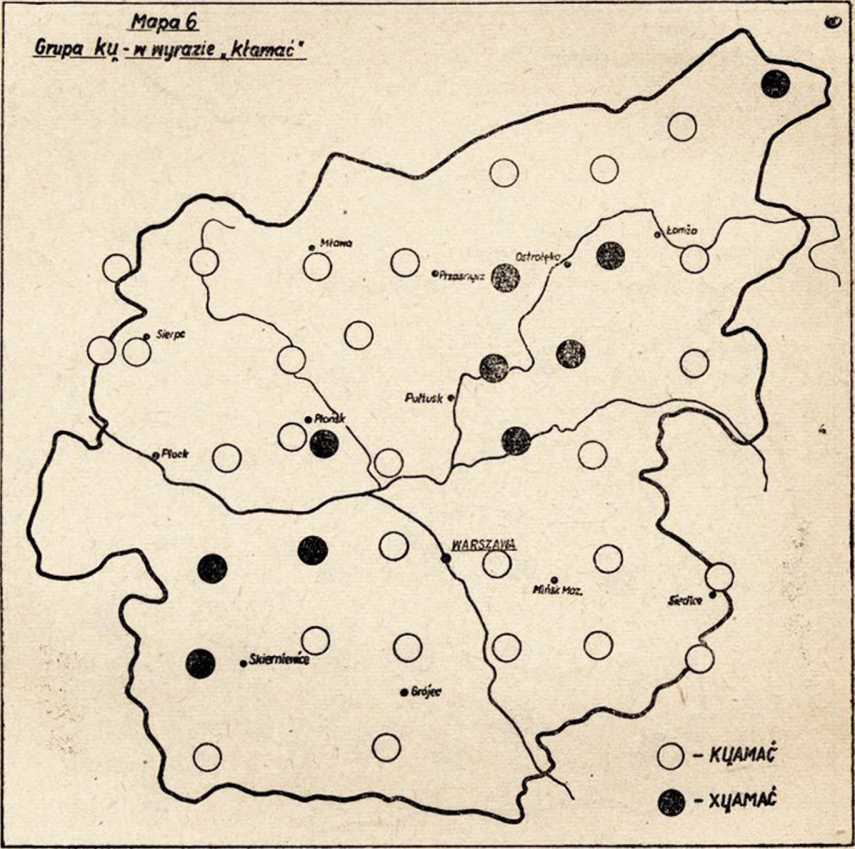 Mapa 6
Grupa ku̯ - w wyrazie „kłamać"
Łomża
Mława
Ostrołęka
Przasnysz
Sierpc
Pułtusk
Płońsk
Płock
WARSZAWA
Mińsk Maz.
Siedlce
Skierniewice
Grójec
- KU̯AMAĆ
- XU̯AMAĆ